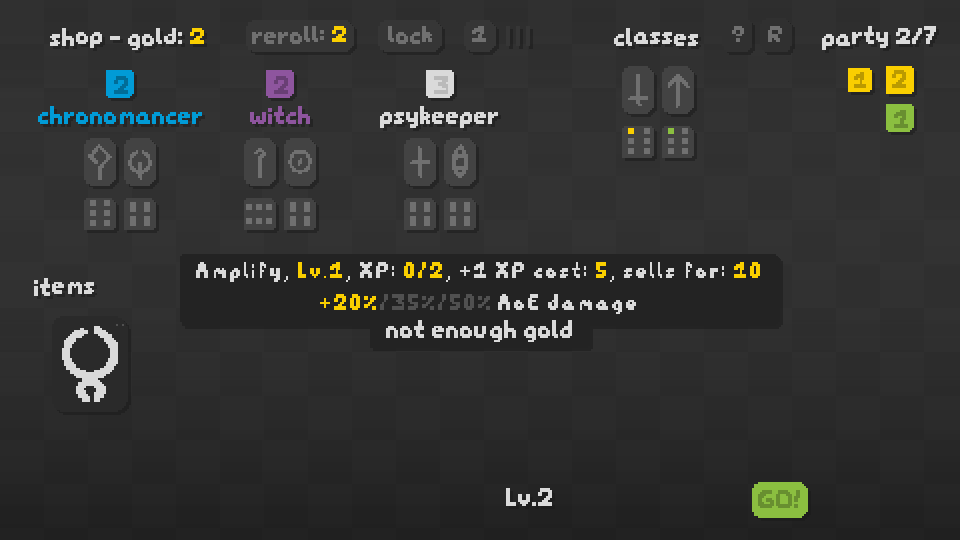 shop - gold: 2 reroll: 2 lock 1 classes ? R party 2/7
2 2 3 1 2
chronomancer witch psykeeper 1
Amplify, Lv.1, XP: 0/2, +1 XP cost: 5, sells for: 10
items +20%/35%/50% AoE damage
not enough gold
Lv.2 GO!